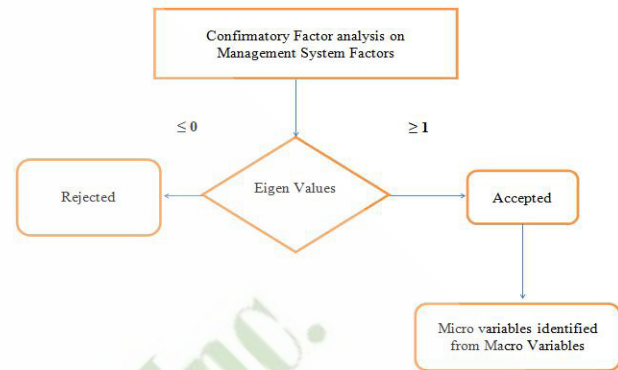 Confirmatory Factor analysis on
Management System Factors
≤ 0
≥ 1
Eigen Values
Rejected
Accepted
Micro variables identified
from Macro Variables
Inc.